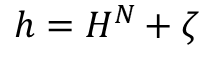 h = H^N + ζ